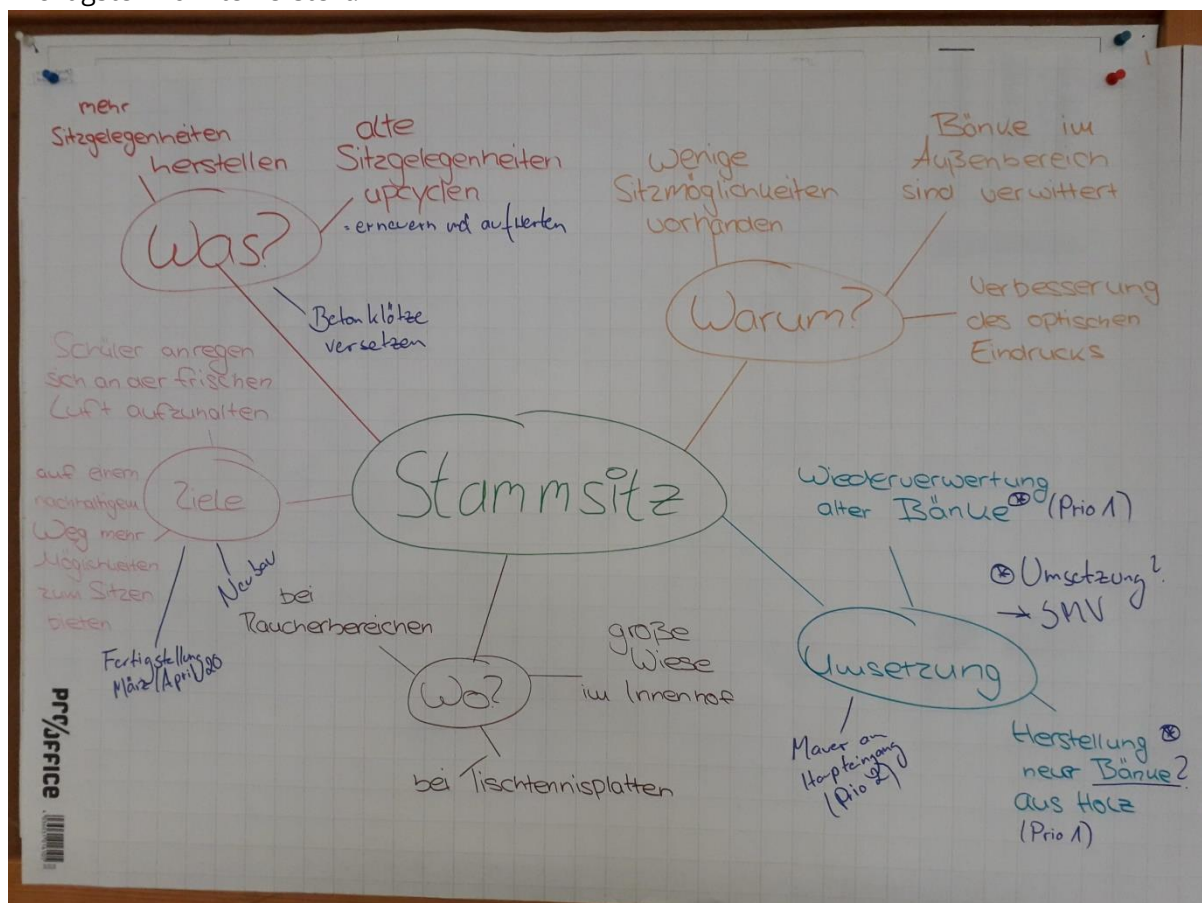 mehr
Sitzgelegenheiten
herstellen
alte
Sitzgelegenheiten
upcyclen
- erneuern und aufwerten
Was?
Betonklötze
versetzen
wenige
Sitzmöglichkeiten
vorhanden
Bänke im
Außenbereich
sind verwittert
Warum?
Verbesserung
des optischen
Eindrucks
Schüler anregen
sich an der frischen
Luft aufzuhalten
Ziele
auf einem
nachhaltigem
Weg mehr
Möglichkeiten
zum Sitzen
bieten
Neubau
Fertigstellung
März (April) 20
Stammsitz
bei
Raucherbereichen
Wo?
große
Wiese
im Innenhof
bei Tischtennisplatten
Wiederverwertung
alter Bänke * (Prio 1)
* Umsetzung?
→ SMV
Umsetzung
Mauer am
Haupteingang
(Prio 2)
Herstellung *
neuer Bänke?
aus Holz
(Prio 1)
pro/OFFICE